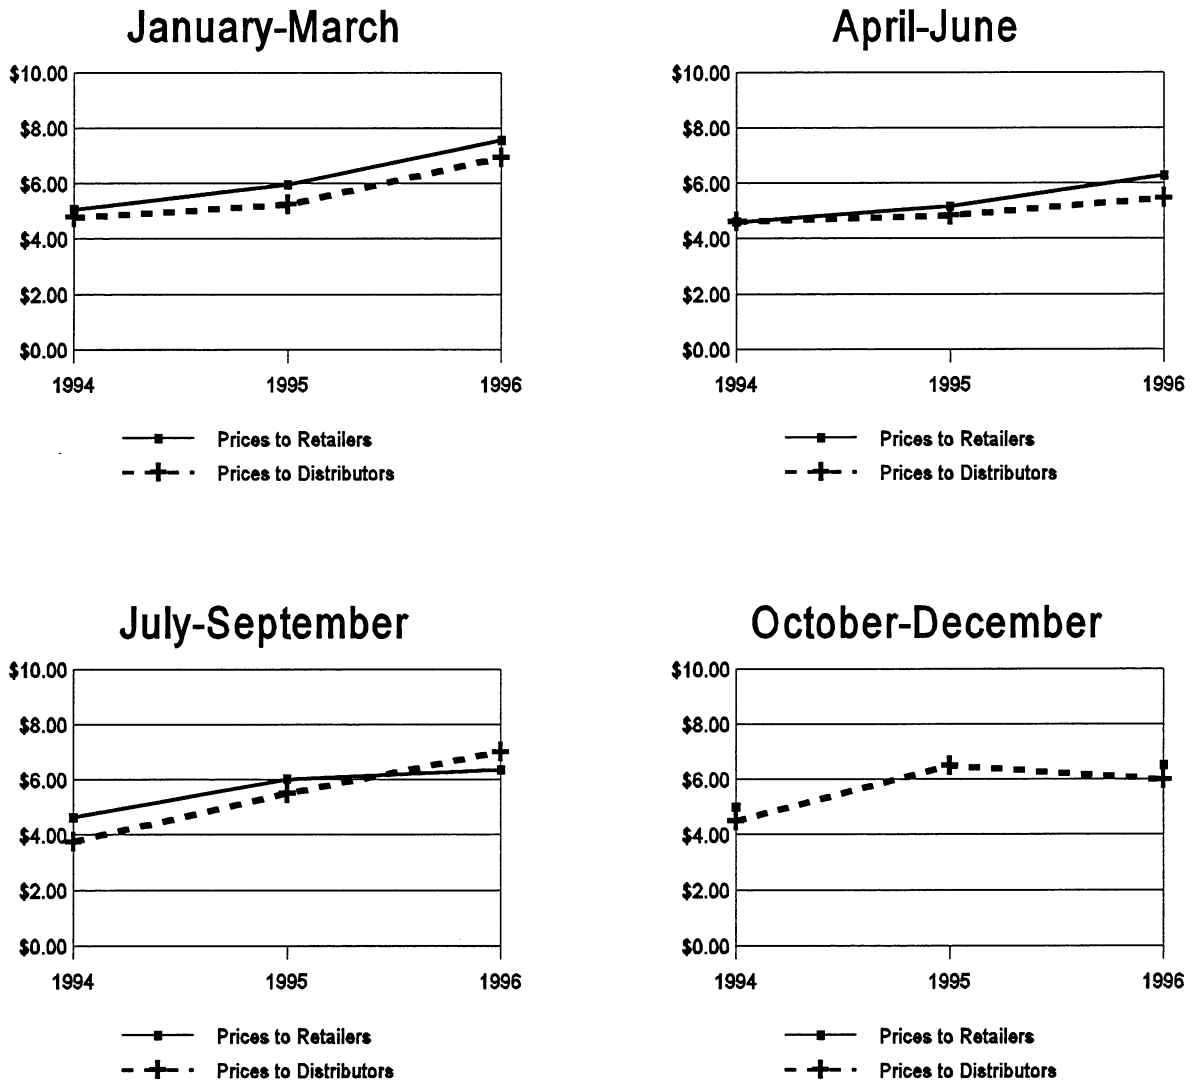 January-March
$10.00
$8.00
$6.00
$4.00
$2.00
$0.00
1994 1995 1996
Prices to Retailers
Prices to Distributors
April-June
$10.00
$8.00
$6.00
$4.00
$2.00
$0.00
1994 1995 1996
Prices to Retailers
Prices to Distributors
July-September
$10.00
$8.00
$6.00
$4.00
$2.00
$0.00
1994 1995 1996
Prices to Retailers
Prices to Distributors
October-December
$10.00
$8.00
$6.00
$4.00
$2.00
$0.00
1994 1995 1996
Prices to Retailers
Prices to Distributors